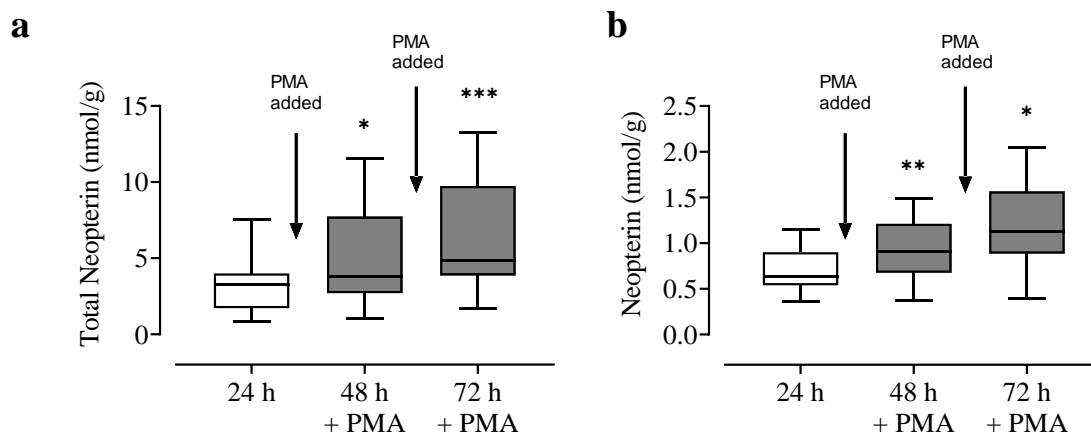 a
PMA
added
PMA
added
*
***
Total Neopterin (nmol/g)
15
10
5
0
24 h
48 h
+ PMA
72 h
+ PMA
b
PMA
added
PMA
added
**
*
Neopterin (nmol/g)
2.5
2.0
1.5
1.0
0.5
0.0
24 h
48 h
+ PMA
72 h
+ PMA